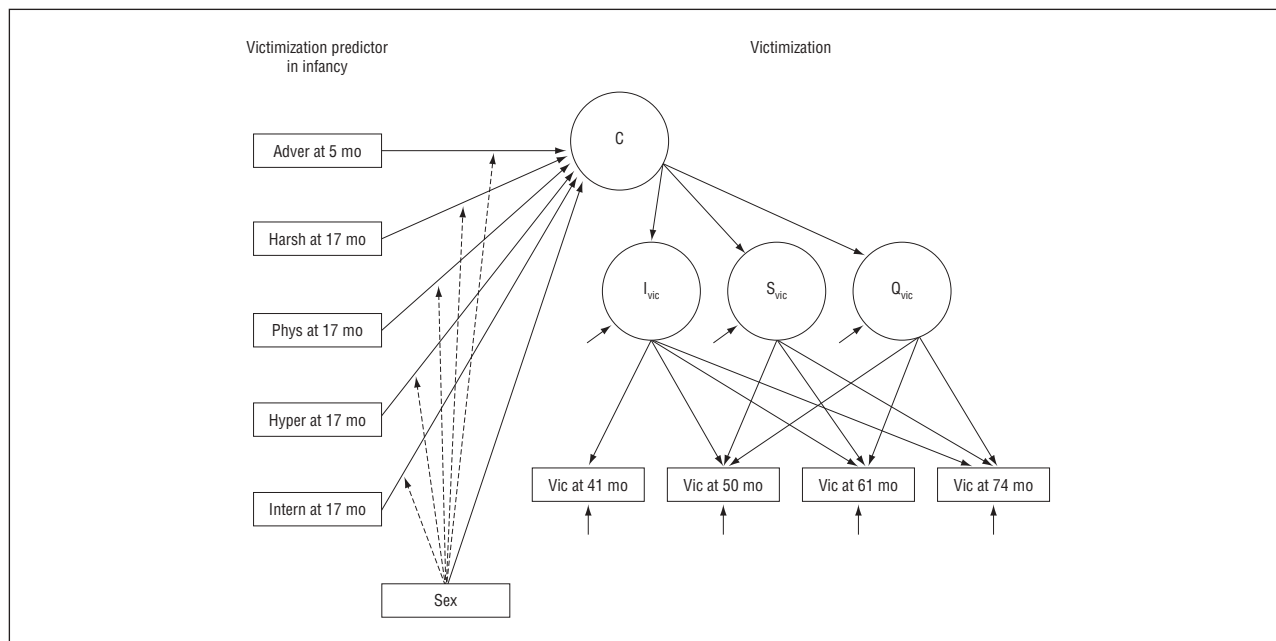 Victimization predictor
in infancy
Victimization
C
Adver at 5 mo
Harsh at 17 mo
Phys at 17 mo
Hyper at 17 mo
Intern at 17 mo
Sex
Ivic
Svic
Qvic
Vic at 41 mo
Vic at 50 mo
Vic at 61 mo
Vic at 74 mo